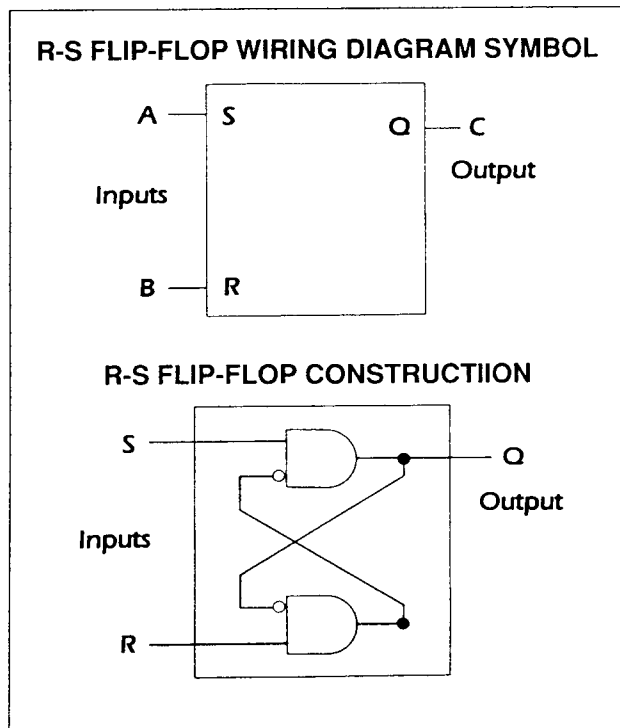 R-S FLIP-FLOP WIRING DIAGRAM SYMBOL
A S Q C
Output
Inputs
B R
R-S FLIP-FLOP CONSTRUCTIION
S Q
Output
Inputs
R